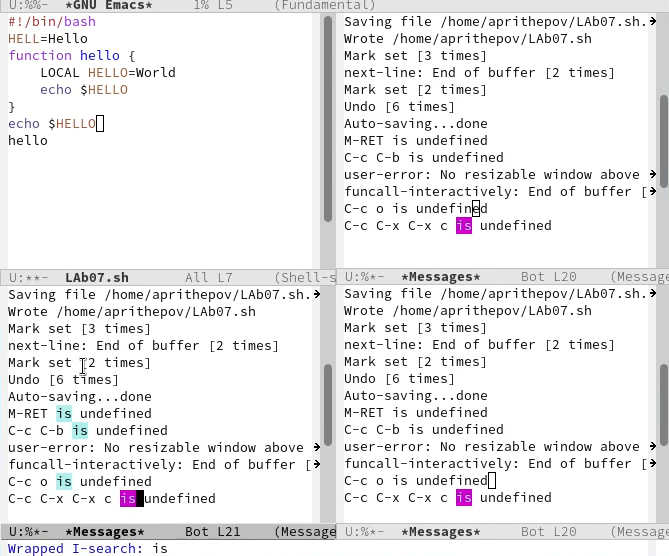 U:%%-  *GNU Emacs*      1% L5     (Fundamental)
#!/bin/bash
HELL=Hello
function hello {
    LOCAL HELLO=World
    echo $HELLO
}
echo $HELLO
hello
U:**-  LAb07.sh       All L7     (Shell-s
Saving file /home/aprithepov/LAb07.sh.
Wrote /home/aprithepov/LAb07.sh
Mark set [3 times]
next-line: End of buffer [2 times]
Mark set [2 times]
Undo [6 times]
Auto-saving...done
M-RET is undefined
C-c C-b is undefined
user-error: No resizable window above
funcall-interactively: End of buffer [
C-c o is undefined
C-c C-x C-x c is undefined
U:%*-  *Messages*     Bot L20    (Message
Saving file /home/aprithepov/LAb07.sh.
Wrote /home/aprithepov/LAb07.sh
Mark set [3 times]
next-line: End of buffer [2 times]
Mark set [2 times]
Undo [6 times]
Auto-saving...done
M-RET is undefined
C-c C-b is undefined
user-error: No resizable window above
funcall-interactively: End of buffer [
C-c o is undefined
C-c C-x C-x c is undefined
U:%*-  *Messages*     Bot L21    (Message
Saving file /home/aprithepov/LAb07.sh.
Wrote /home/aprithepov/LAb07.sh
Mark set [3 times]
next-line: End of buffer [2 times]
Mark set [2 times]
Undo [6 times]
Auto-saving...done
M-RET is undefined
C-c C-b is undefined
user-error: No resizable window above
funcall-interactively: End of buffer [
C-c o is undefined
C-c C-x C-x c is undefined
U:%*-  *Messages*     Bot L20    (Message
Wrapped I-search: is